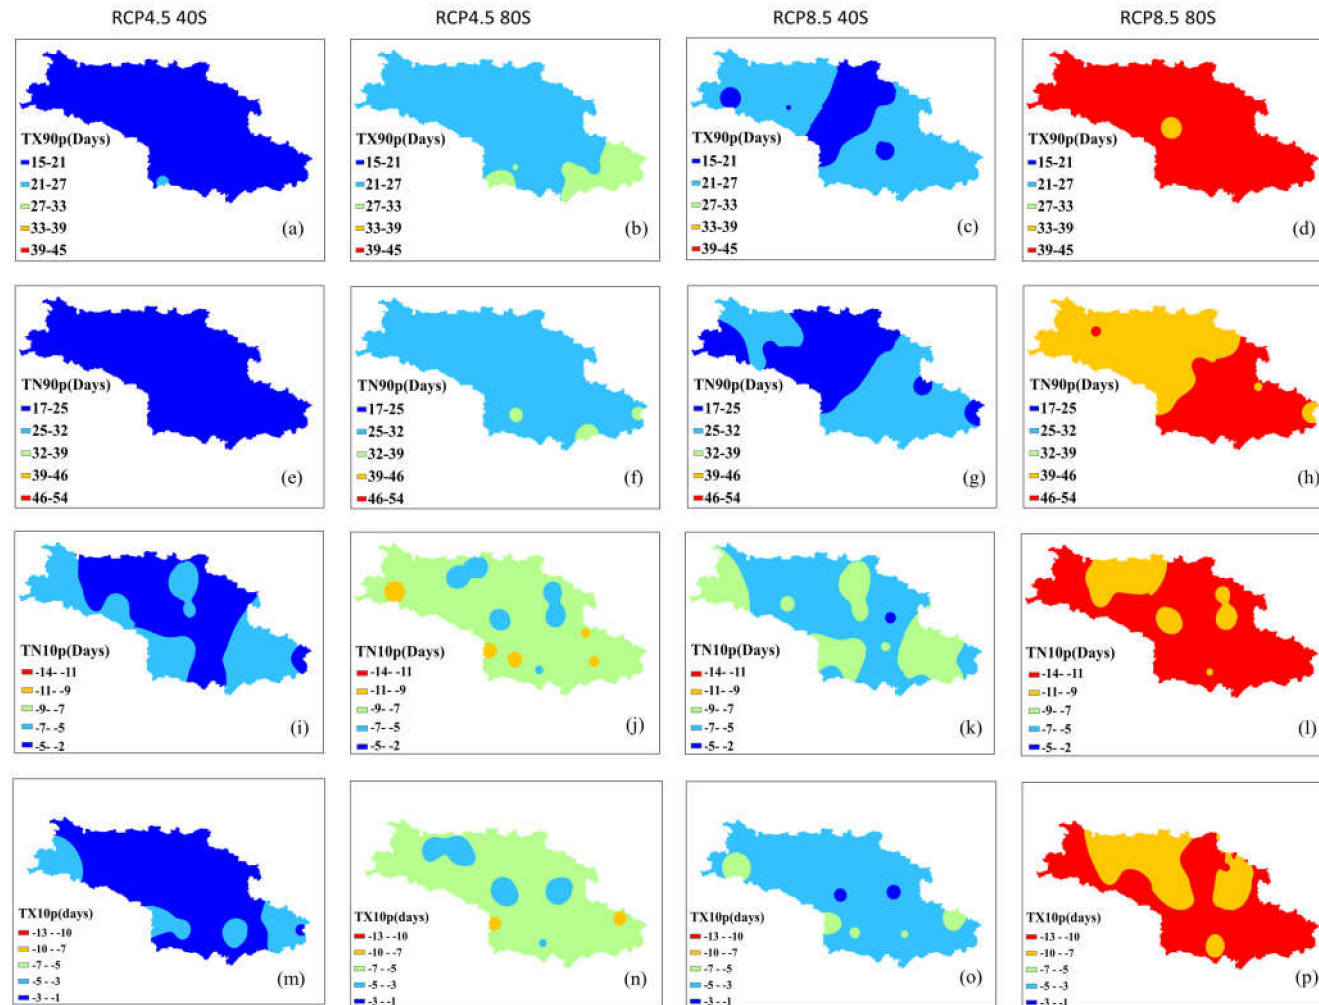 RCP4.5 40S
RCP4.5 80S
RCP8.5 40S
RCP8.5 80S
TX90p(Days)
15-21
21-27
27-33
33-39
39-45
(a)
TX90p(Days)
15-21
21-27
27-33
33-39
39-45
(b)
TX90p(Days)
15-21
21-27
27-33
33-39
39-45
(c)
TX90p(Days)
15-21
21-27
27-33
33-39
39-45
(d)
TN90p(Days)
17-25
25-32
32-39
39-46
46-54
(e)
TN90p(Days)
17-25
25-32
32-39
39-46
46-54
(f)
TN90p(Days)
17-25
25-32
32-39
39-46
46-54
(g)
TN90p(Days)
17-25
25-32
32-39
39-46
46-54
(h)
TN10p(Days)
-14- -11
-11- -9
-9- -7
-7- -5
-5- -2
(i)
TN10p(Days)
-14- -11
-11- -9
-9- -7
-7- -5
-5- -2
(j)
TN10p(Days)
-14- -11
-11- -9
-9- -7
-7- -5
-5- -2
(k)
TN10p(Days)
-14- -11
-11- -9
-9- -7
-7- -5
-5- -2
(l)
TX10p(days)
-13 - -10
-10 - -7
-7 - -5
-5 - -3
-3 - -1
(m)
TX10p(days)
-13 - -10
-10 - -7
-7 - -5
-5 - -3
-3 - -1
(n)
TX10p(days)
-13 - -10
-10 - -7
-7 - -5
-5 - -3
-3 - -1
(o)
TX10p(days)
-13 - -10
-10 - -7
-7 - -5
-5 - -3
-3 - -1
(p)